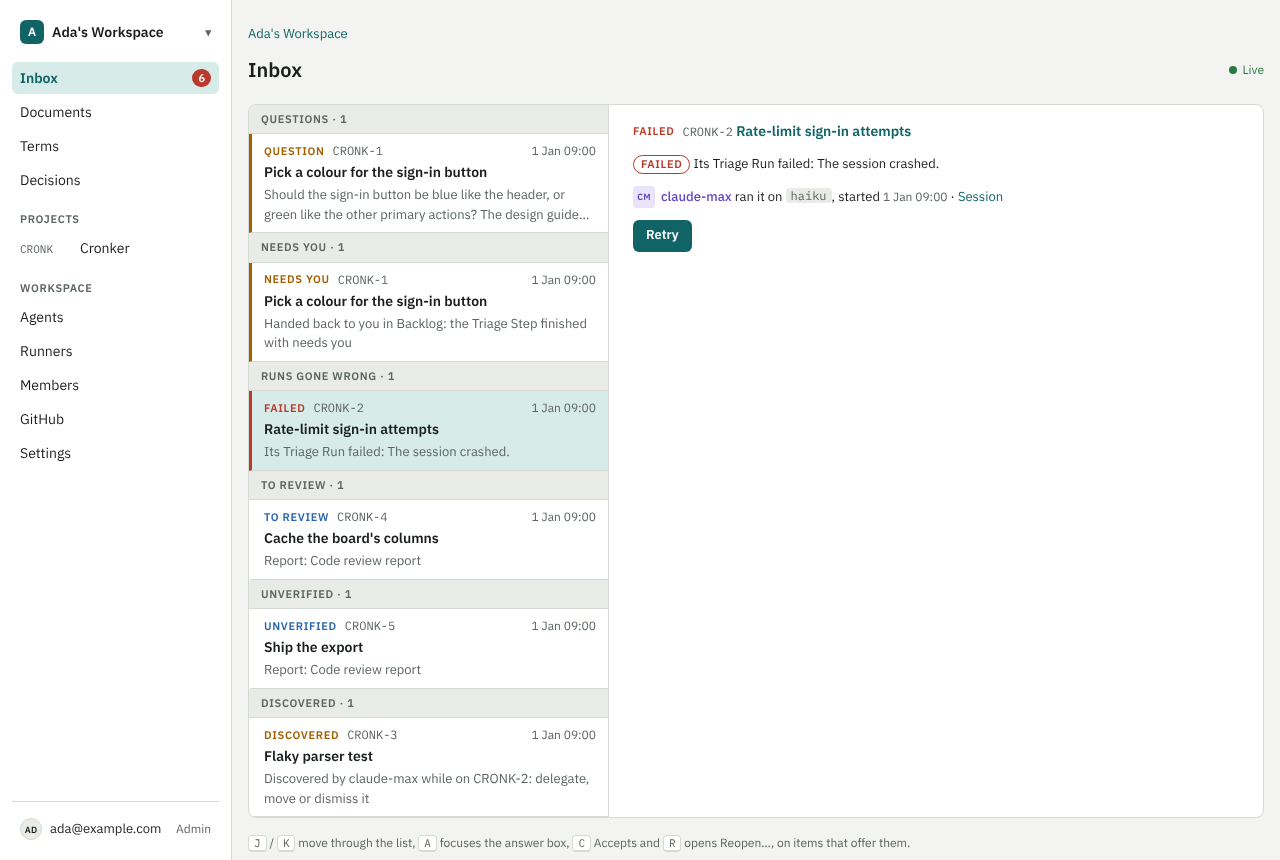 A Ada's Workspace ▾
Inbox 6
Documents
Terms
Decisions
PROJECTS
CRONK Cronker
WORKSPACE
Agents
Runners
Members
GitHub
Settings
AD ada@example.com Admin
Ada's Workspace
Inbox
Live
QUESTIONS · 1
QUESTION CRONK-1 1 Jan 09:00
Pick a colour for the sign-in button
Should the sign-in button be blue like the header, or
green like the other primary actions? The design guide...
NEEDS YOU · 1
NEEDS YOU CRONK-1 1 Jan 09:00
Pick a colour for the sign-in button
Handed back to you in Backlog: the Triage Step finished
with needs you
RUNS GONE WRONG · 1
FAILED CRONK-2 1 Jan 09:00
Rate-limit sign-in attempts
Its Triage Run failed: The session crashed.
TO REVIEW · 1
TO REVIEW CRONK-4 1 Jan 09:00
Cache the board's columns
Report: Code review report
UNVERIFIED · 1
UNVERIFIED CRONK-5 1 Jan 09:00
Ship the export
Report: Code review report
DISCOVERED · 1
DISCOVERED CRONK-3 1 Jan 09:00
Flaky parser test
Discovered by claude-max while on CRONK-2: delegate,
move or dismiss it
FAILED CRONK-2 Rate-limit sign-in attempts
FAILED Its Triage Run failed: The session crashed.
CM claude-max ran it on haiku, started 1 Jan 09:00 · Session
Retry
J / K move through the list, A focuses the answer box, C Accepts and R opens Reopen..., on items that offer them.